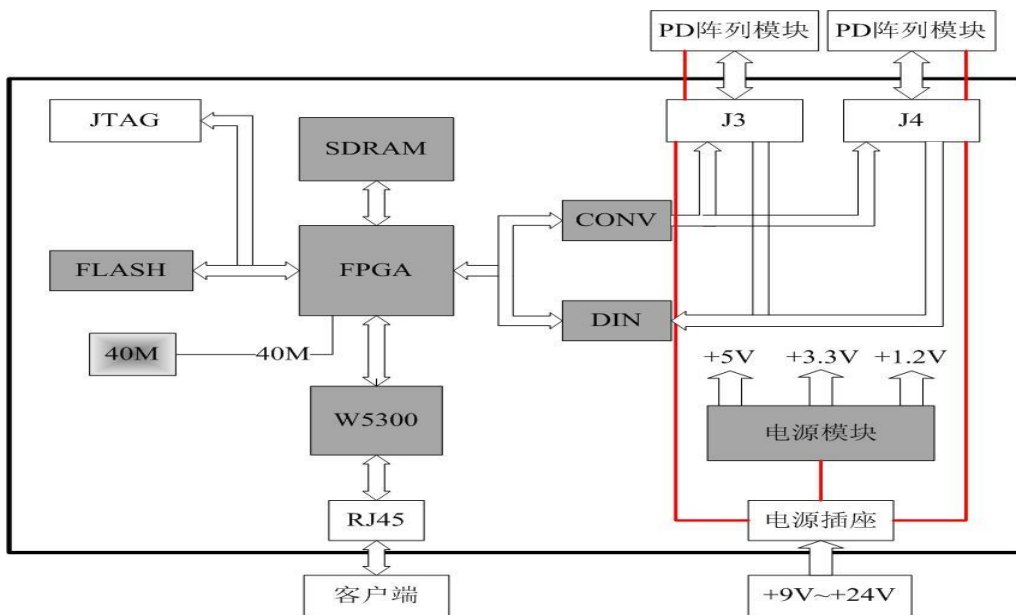 PD阵列模块
PD阵列模块
JTAG
SDRAM
J3
J4
CONV
FLASH
FPGA
DIN
40M
40M
+5V
+3.3V
+1.2V
W5300
电源模块
RJ45
电源插座
客户端
+9V~+24V